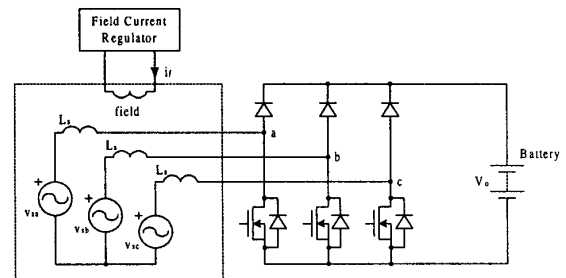 Field Current
Regulator
if
field
Ls
a
Ls
b
Ls
c
Battery
Vo
+
+
+
vsa
vsb
vsc